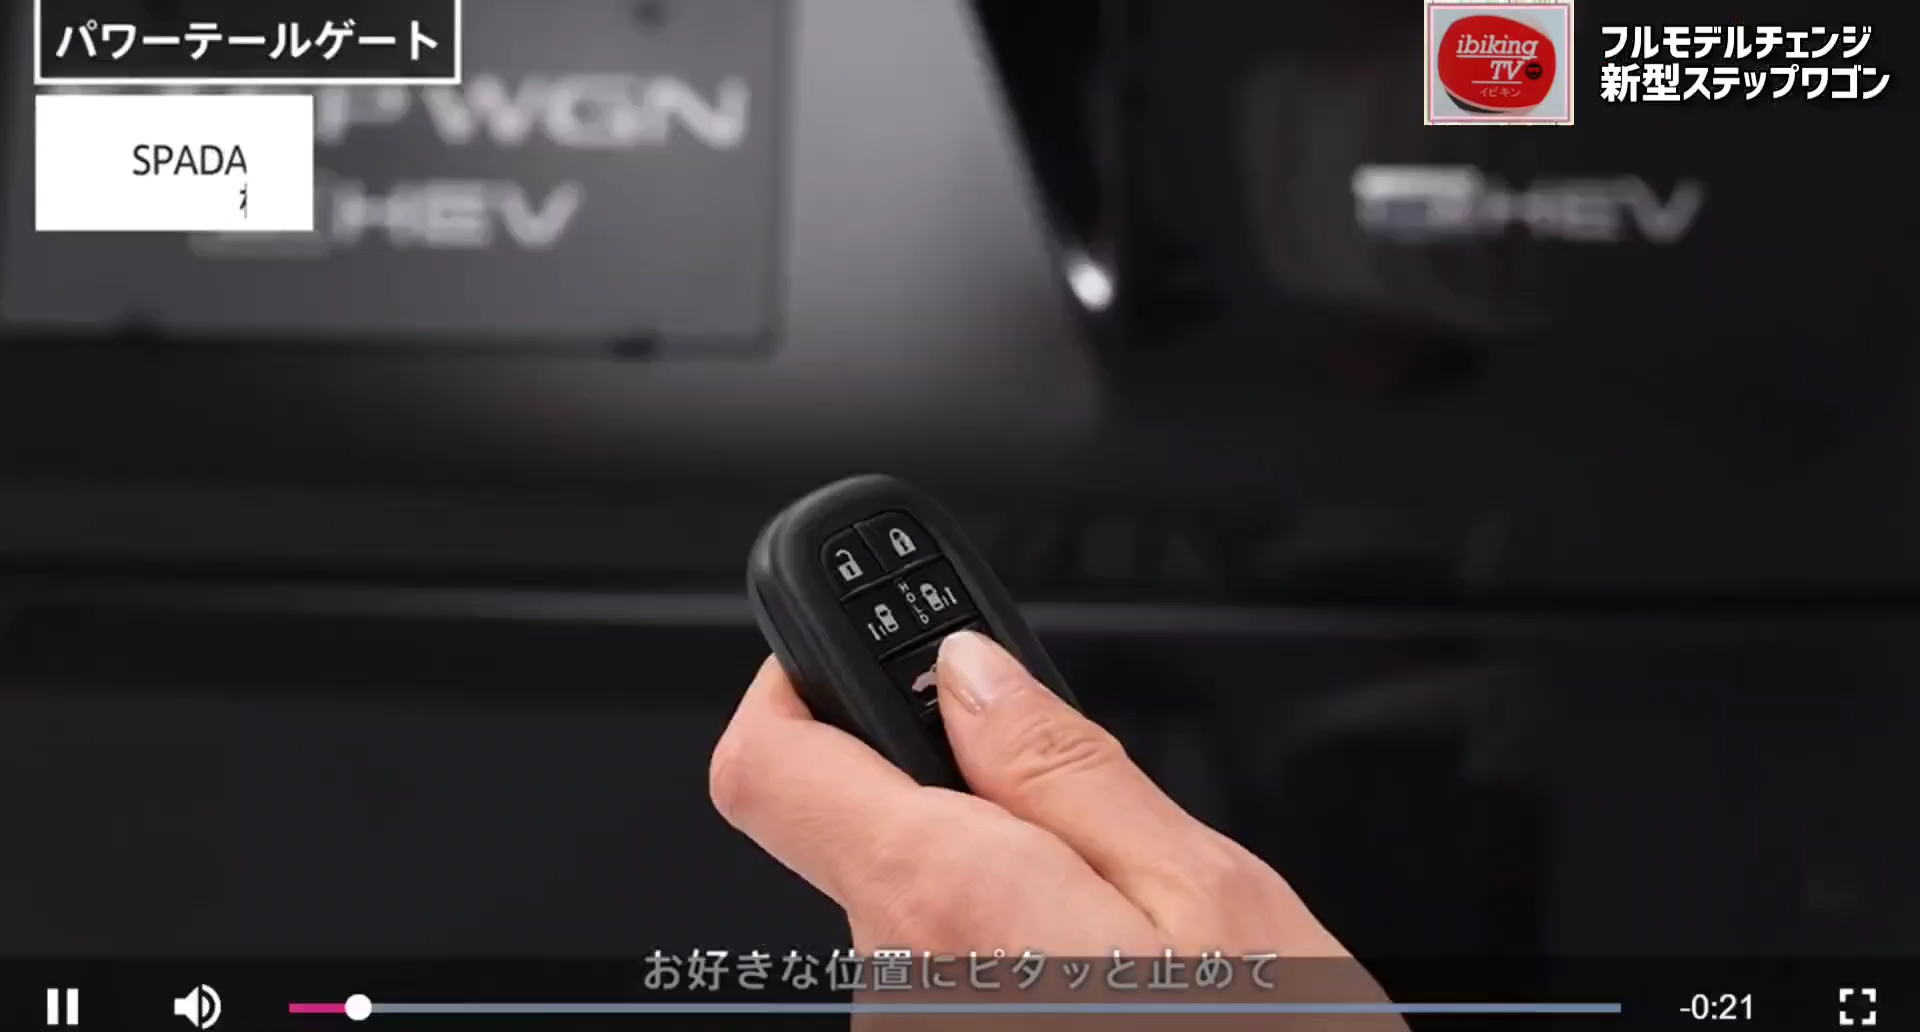 パワーテールゲート
SPADA
PWGN
HEV
HEV
ibiking
TV
イビキン
フルモデルチェンジ
新型ステップワゴン
HOLD
お好きな位置にピタッと止めて
-0:21